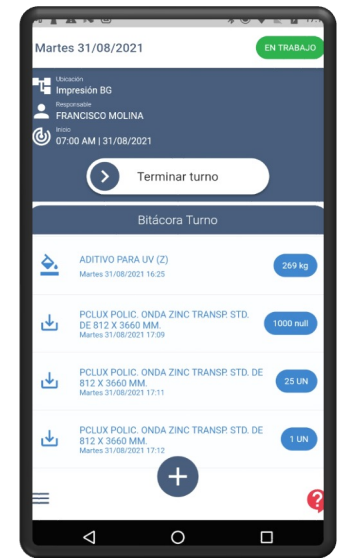 Martes 31/08/2021
EN TRABAJO
Ubicación
Impresión BG
Responsable
FRANCISCO MOLINA
Inicio
07:00 AM | 31/08/2021
Terminar turno
Bitácora Turno
ADITIVO PARA UV (Z)
269 kg
Martes 31/08/2021 16:25
PCLUX POLIC. ONDA ZINC TRANSP. STD.
DE 812 X 3660 MM.
1000 null
Martes 31/08/2021 17:09
PCLUX POLIC. ONDA ZINC TRANSP. STD. DE
812 X 3660 MM.
25 UN
Martes 31/08/2021 17:11
PCLUX POLIC. ONDA ZINC TRANSP. STD. DE
812 X 3660 MM.
1 UN
Martes 31/08/2021 17:12